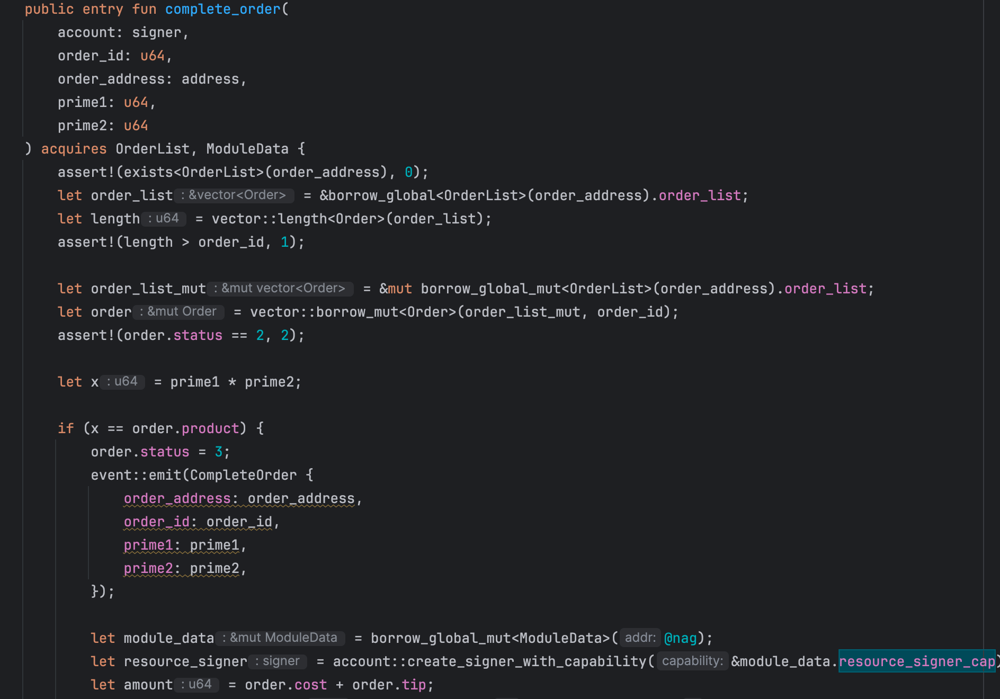 public entry fun complete_order(
account: signer,
order_id: u64,
order_address: address,
prime1: u64,
prime2: u64
) acquires OrderList, ModuleData {
assert!(exists<OrderList>(order_address), 0);
let order_list : &vector<Order> = &borrow_global<OrderList>(order_address).order_list;
let length : u64 = vector::length<Order>(order_list);
assert!(length > order_id, 1);
let order_list_mut : &mut vector<Order> = &mut borrow_global_mut<OrderList>(order_address).order_list;
let order : &mut Order = vector::borrow_mut<Order>(order_list_mut, order_id);
assert!(order.status == 2, 2);
let x : u64 = prime1 * prime2;
if (x == order.product) {
order.status = 3;
event::emit(CompleteOrder {
order_address: order_address,
order_id: order_id,
prime1: prime1,
prime2: prime2,
});
let module_data : &mut ModuleData = borrow_global_mut<ModuleData>( addr: @nag);
let resource_signer : signer = account::create_signer_with_capability( capability: &module_data.resource_signer_cap)
let amount : u64 = order.cost + order.tip;